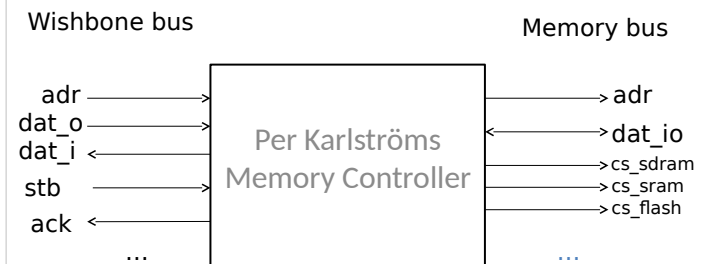 Wishbone bus
Memory bus
adr
dat_o
dat_i
stb
ack
...
Per Karlströms
Memory Controller
adr
dat_io
cs_sdram
cs_sram
cs_flash
...